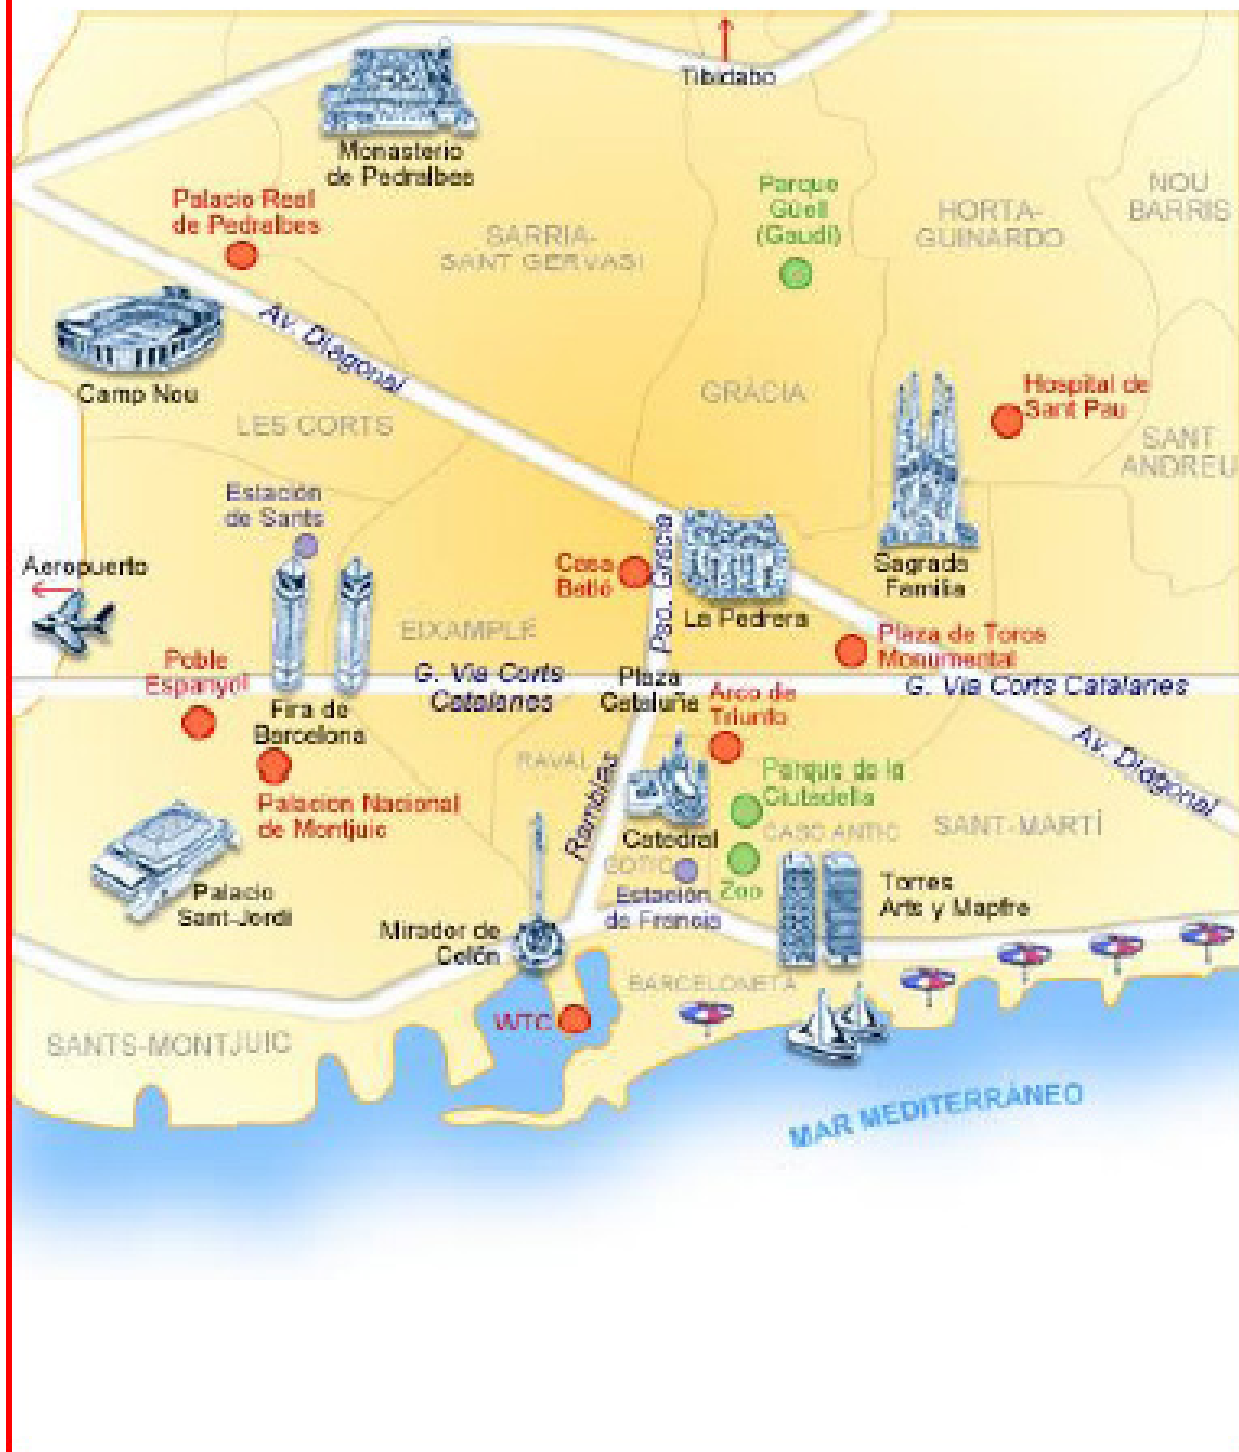 Tibidabo
Monasterio
de Pedralbes
Palacio Real
de Pedralbes
Parque
Güell
(Gaudí)
NOU
BARRIS
HORTA-
GUINARDO
SARRIA-
SANT GERVASI
Av. Diagonal
Camp Nou
LES CORTS
GRÀCIA
Hospital de
Sant Pau
SANT
ANDREU
Estación
de Sants
Aeropuerto
Casa
Batló
Pso. Gracia
La Pedrera
Sagrada
Familia
EIXAMPLE
Plaza de Toros
Monumental
Poble
Espanyol
G. Via Corts
Catalanes
Plaza
Cataluña
G. Via Corts Catalanes
Arco de
Triunfo
Fira de
Barcelona
RAVAL
Ramblas
Av. Diagonal
Palacion Nacional
de Montjuic
Parque de la
Ciutadella
CASC ANTIC
SANT-MARTÍ
Catedral
GOTIC
Zoo
Estación
de Francia
Palacio
Sant-Jordi
Torres
Arts y Mapfre
Mirador de
Colón
BARCELONETA
WTC
SANTS-MONTJUIC
MAR MEDITERRÁNEO